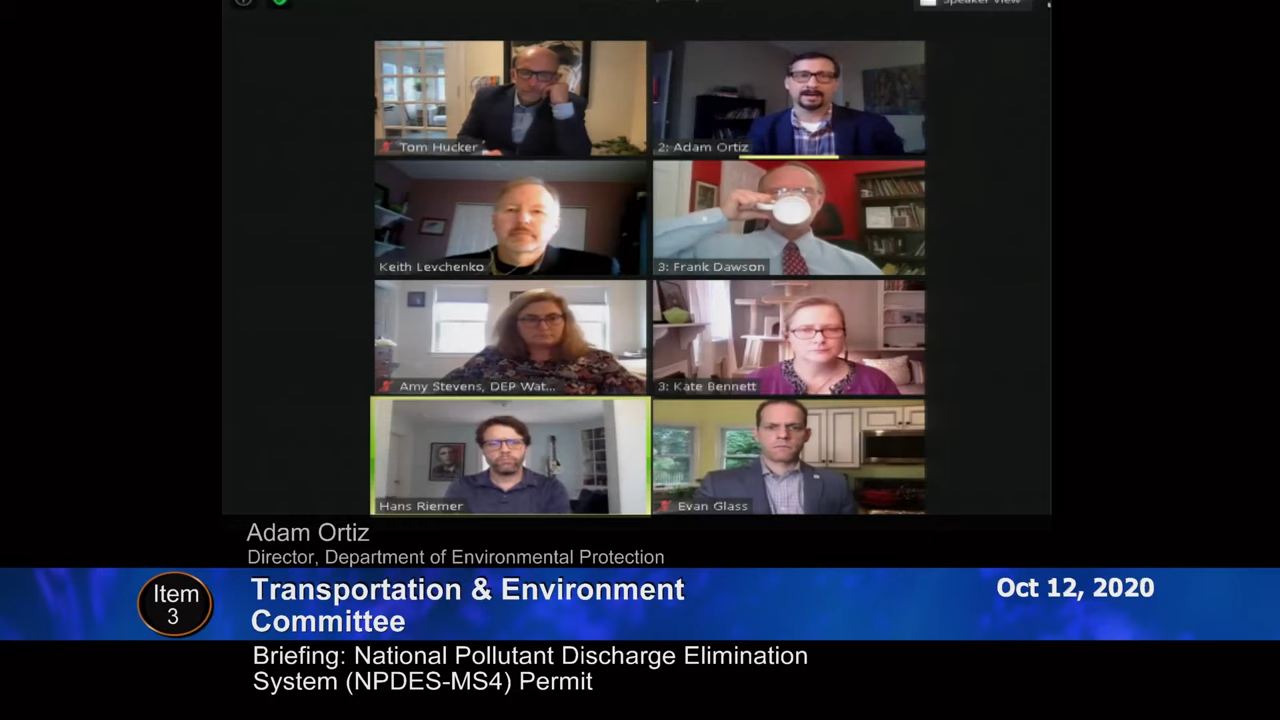 Speaker View
Tom Hucker
2: Adam Ortiz
Keith Levchenko
3: Frank Dawson
Amy Stevens, DEP Wat...
3: Kate Bennett
Hans Riemer
Evan Glass
Adam Ortiz
Director, Department of Environmental Protection
Item
3
Transportation & Environment
Committee
Oct 12, 2020
Briefing: National Pollutant Discharge Elimination
System (NPDES-MS4) Permit